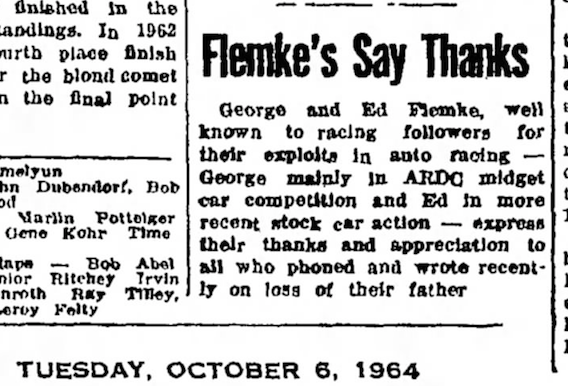 finished in the
tandings. In 1962
urth place finish
r the blond comet
n the final point
melyun
hn Dubendorf, Bob
od
Marlin Potteiger
Gene Kohr Time
laps — Bob Abel
nior Ritchey Irvin
nroth Ray Tilley,
eroy Felty
Flemke's Say Thanks
George and Ed Flemke, well
known to racing followers for
their exploits in auto racing —
George mainly in ARDC midget
car competition and Ed in more
recent stock car action — express
their thanks and appreciation to
all who phoned and wrote recent-
ly on loss of their father
TUESDAY, OCTOBER 6, 1964